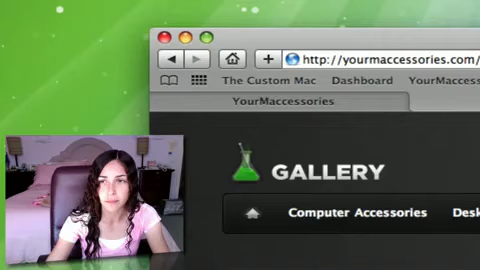 http://yourmaccessories.com/
The Custom Mac Dashboard YourMaccess
YourMaccessories
GALLERY
Computer Accessories Desk